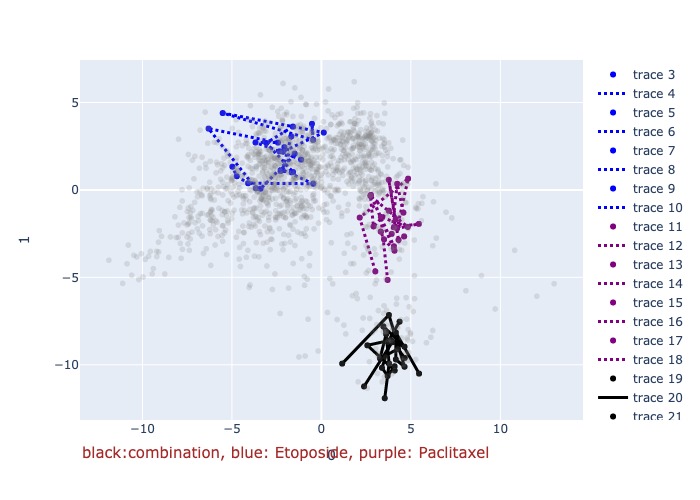 trace 3
trace 4
trace 5
trace 6
trace 7
trace 8
trace 9
trace 10
trace 11
trace 12
trace 13
trace 14
trace 15
trace 16
trace 17
trace 18
trace 19
trace 20
trace 21
5
0
−5
−10
1
−10 −5 0 5 10
0
black:combination, blue: Etoposide, purple: Paclitaxel